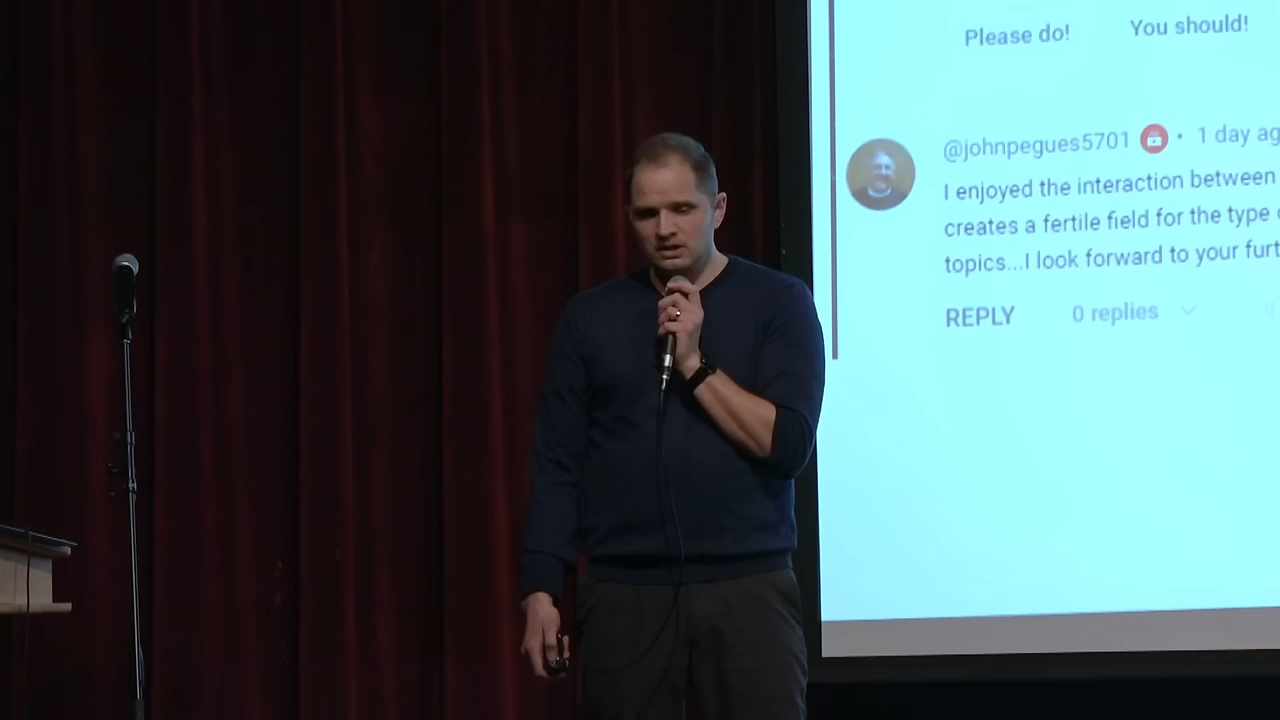 Please do! You should!
@johnpegues5701 • 1 day ag
I enjoyed the interaction between
creates a fertile field for the type
topics...I look forward to your furt
REPLY 0 replies